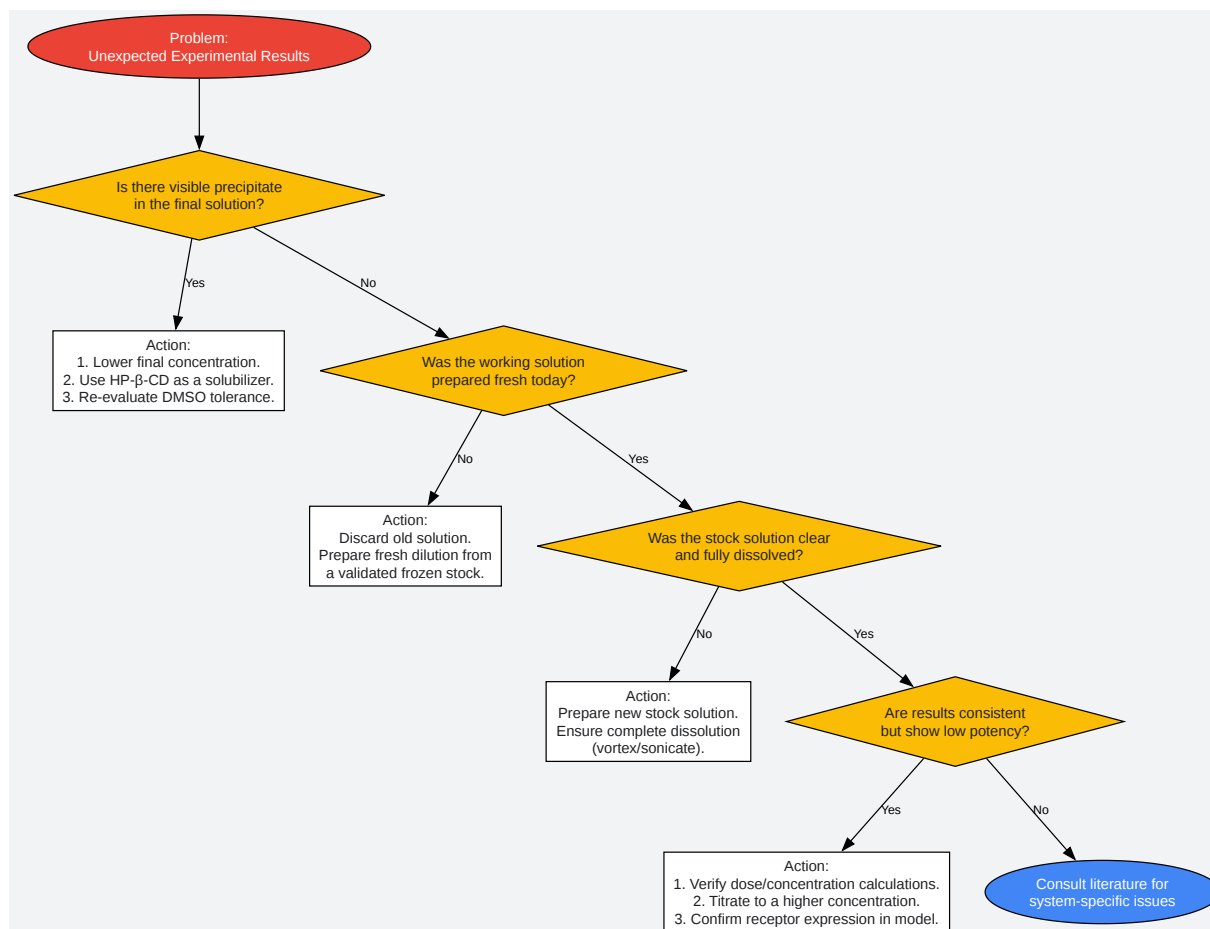 Problem:
Unexpected Experimental Results
Is there visible precipitate
in the final solution?
Yes
No
Action:
1. Lower final concentration.
2. Use HP-β-CD as a solubilizer.
3. Re-evaluate DMSO tolerance.
Was the working solution
prepared fresh today?
No
Yes
Action:
Discard old solution.
Prepare fresh dilution from
a validated frozen stock.
Was the stock solution clear
and fully dissolved?
No
Yes
Action:
Prepare new stock solution.
Ensure complete dissolution
(vortex/sonicate).
Are results consistent
but show low potency?
Yes
No
Action:
1. Verify dose/concentration calculations.
2. Titrate to a higher concentration.
3. Confirm receptor expression in model.
Consult literature for
system-specific issues